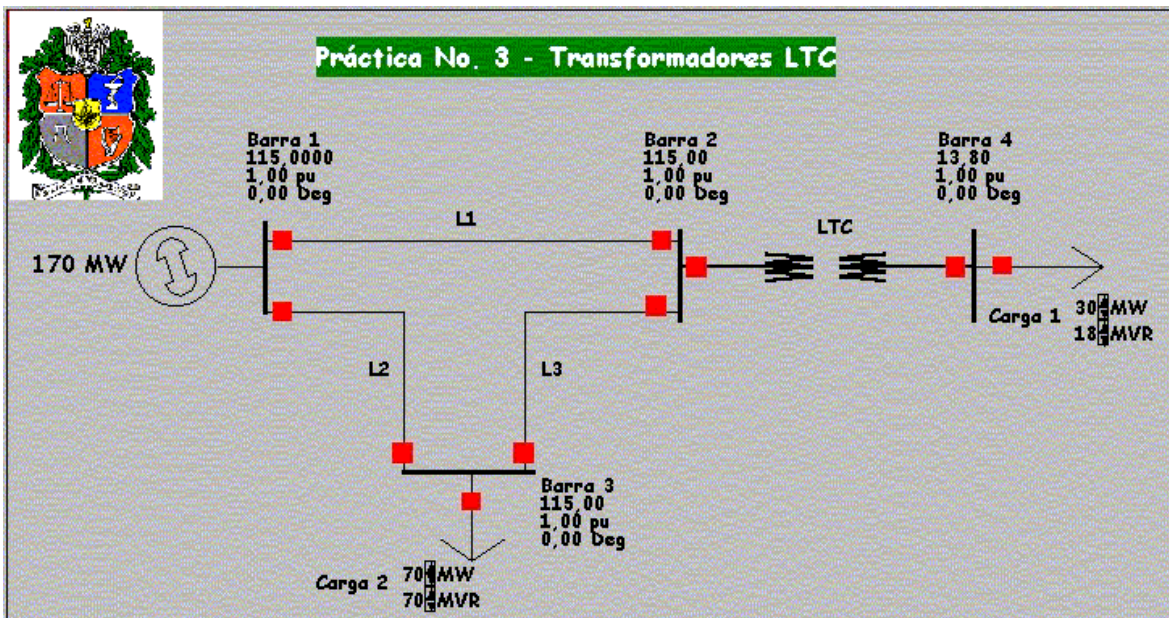 Práctica No. 3 - Transformadores LTC
Barra 1
115,0000
1,00 pu
0,00 Deg
Barra 2
115,00
1,00 pu
0,00 Deg
Barra 4
13,80
1,00 pu
0,00 Deg
L1
LTC
170 MW
Carga 1
30 MW
18 MVR
L2
L3
Barra 3
115,00
1,00 pu
0,00 Deg
Carga 2
70 MW
70 MVR